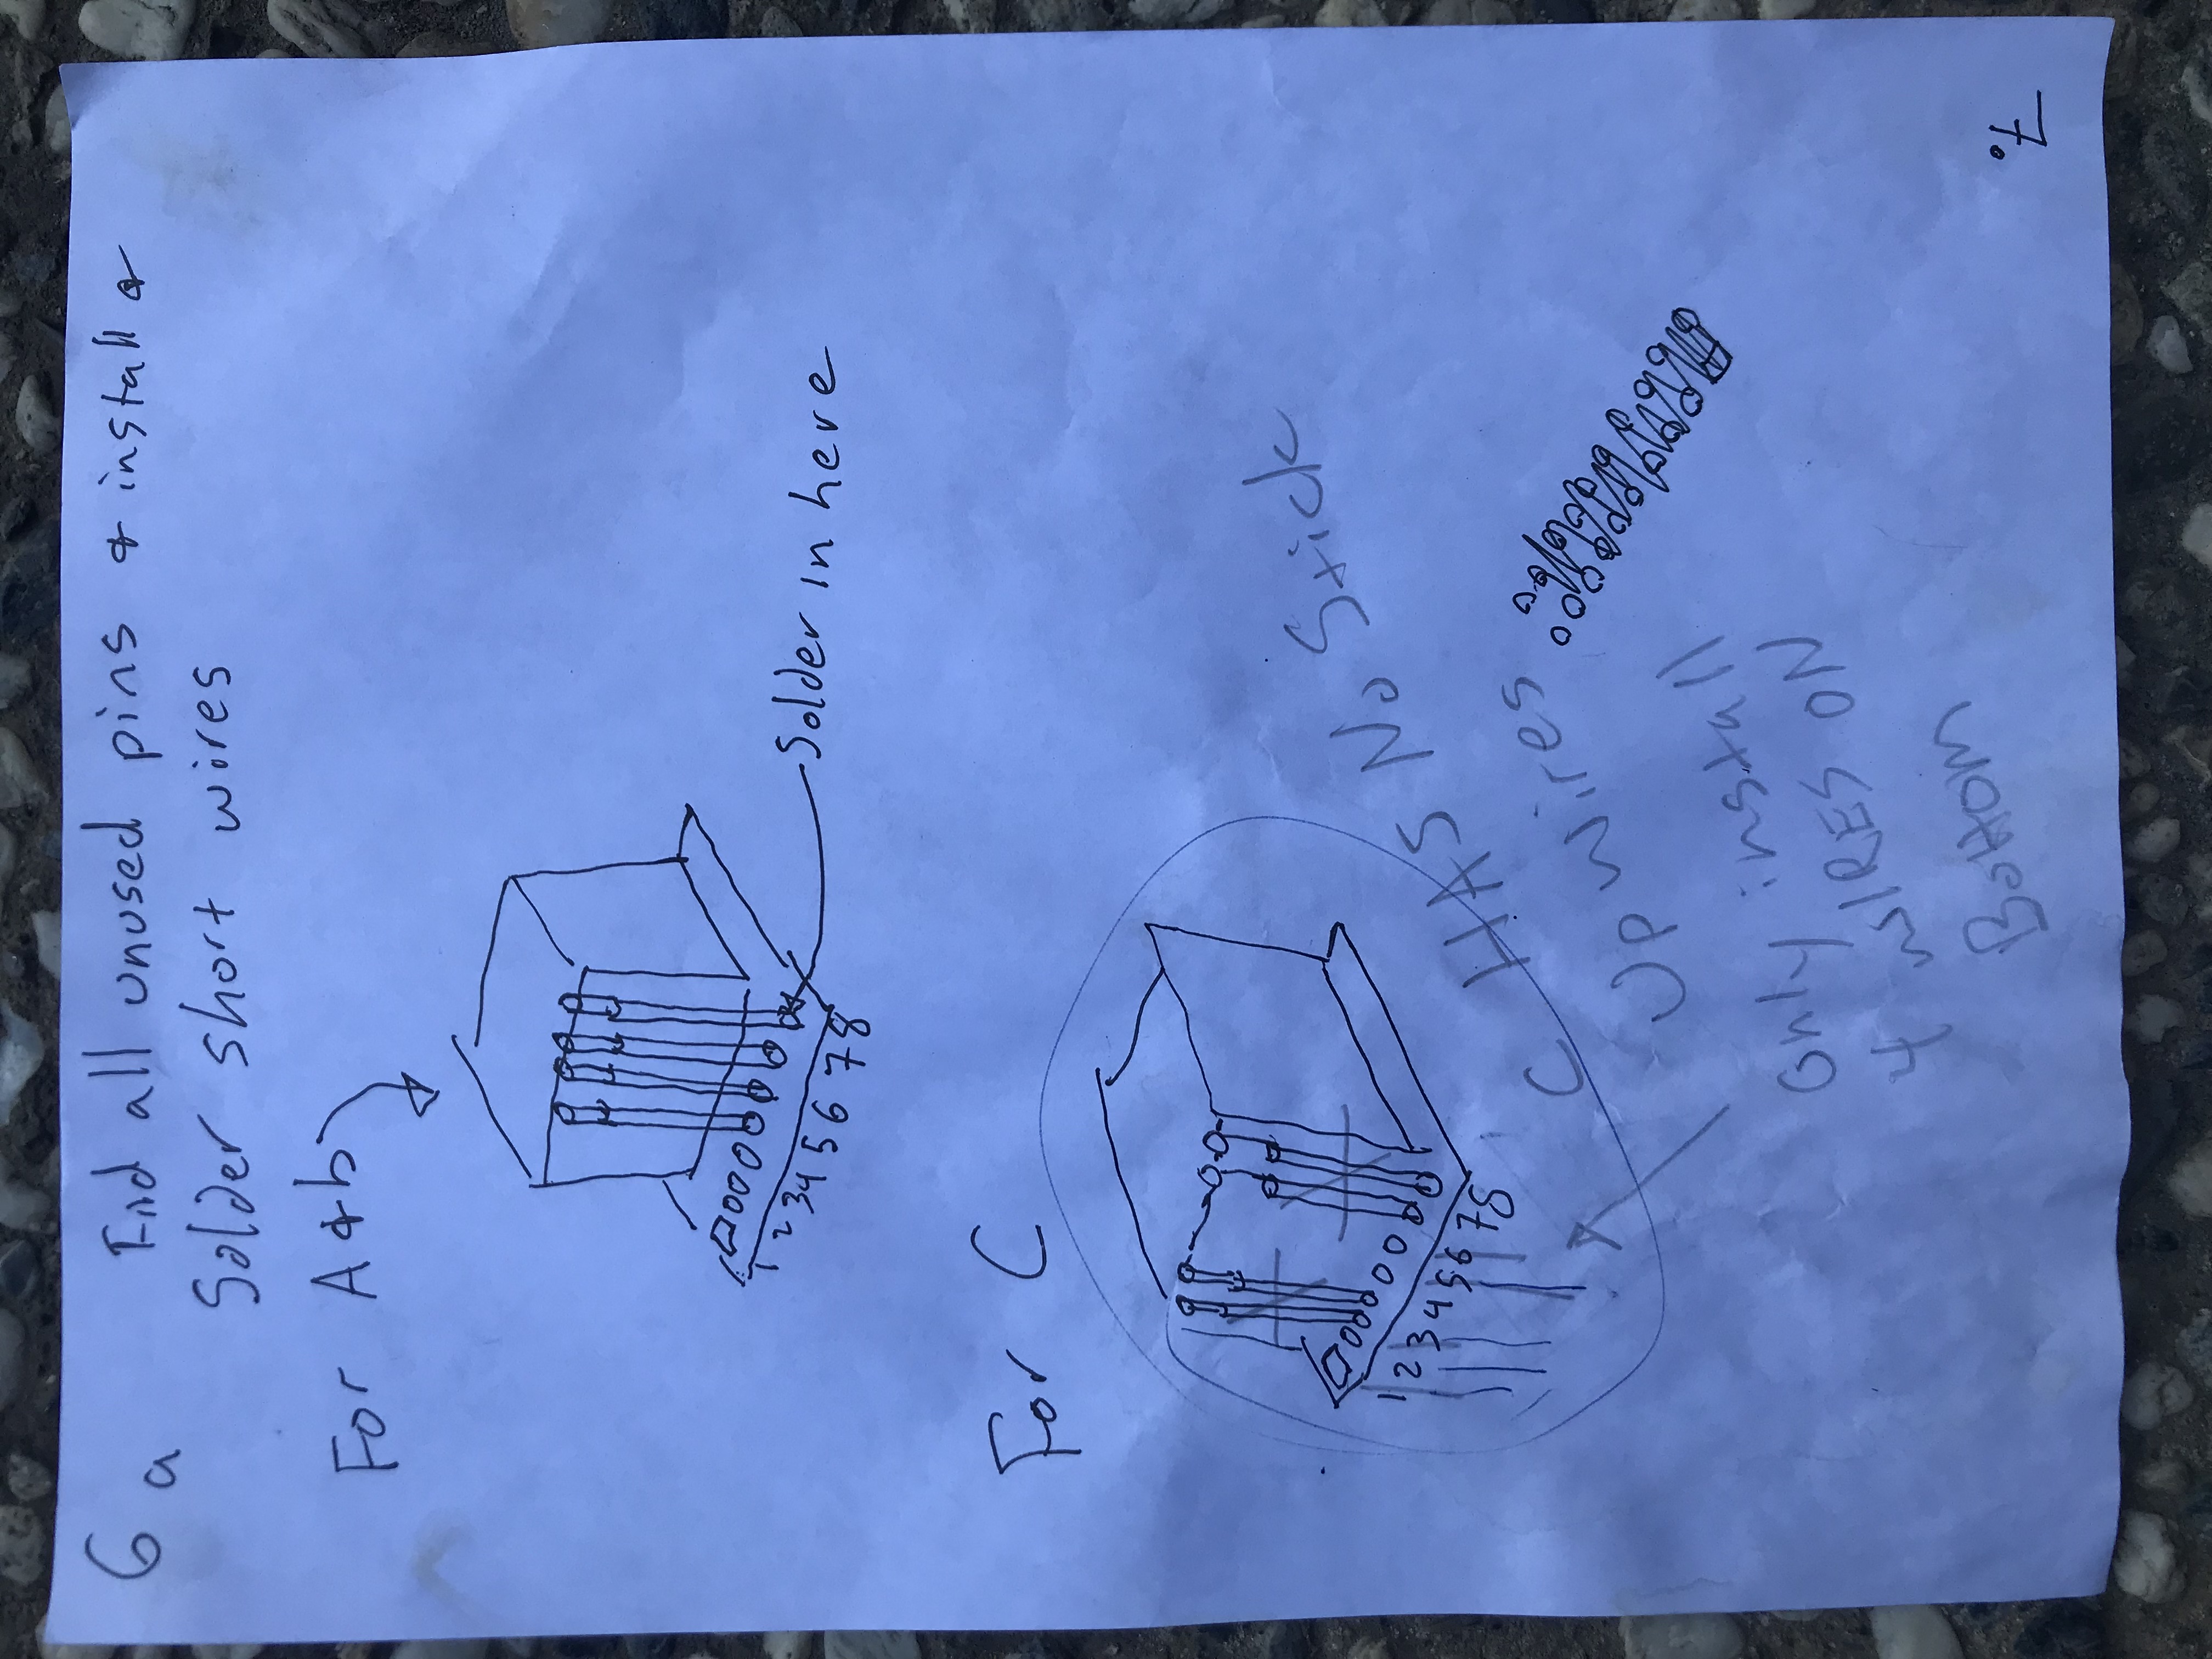 6 a Find all unused pins & install &
Solder short wires
For A & b
1 2 3 4 5 6 7 8
Solder in here
For C
1 2 3 4 5 6 7 8
C HAS No Stick
Up wires
Only install
4 WIRES ON
Bottom
7